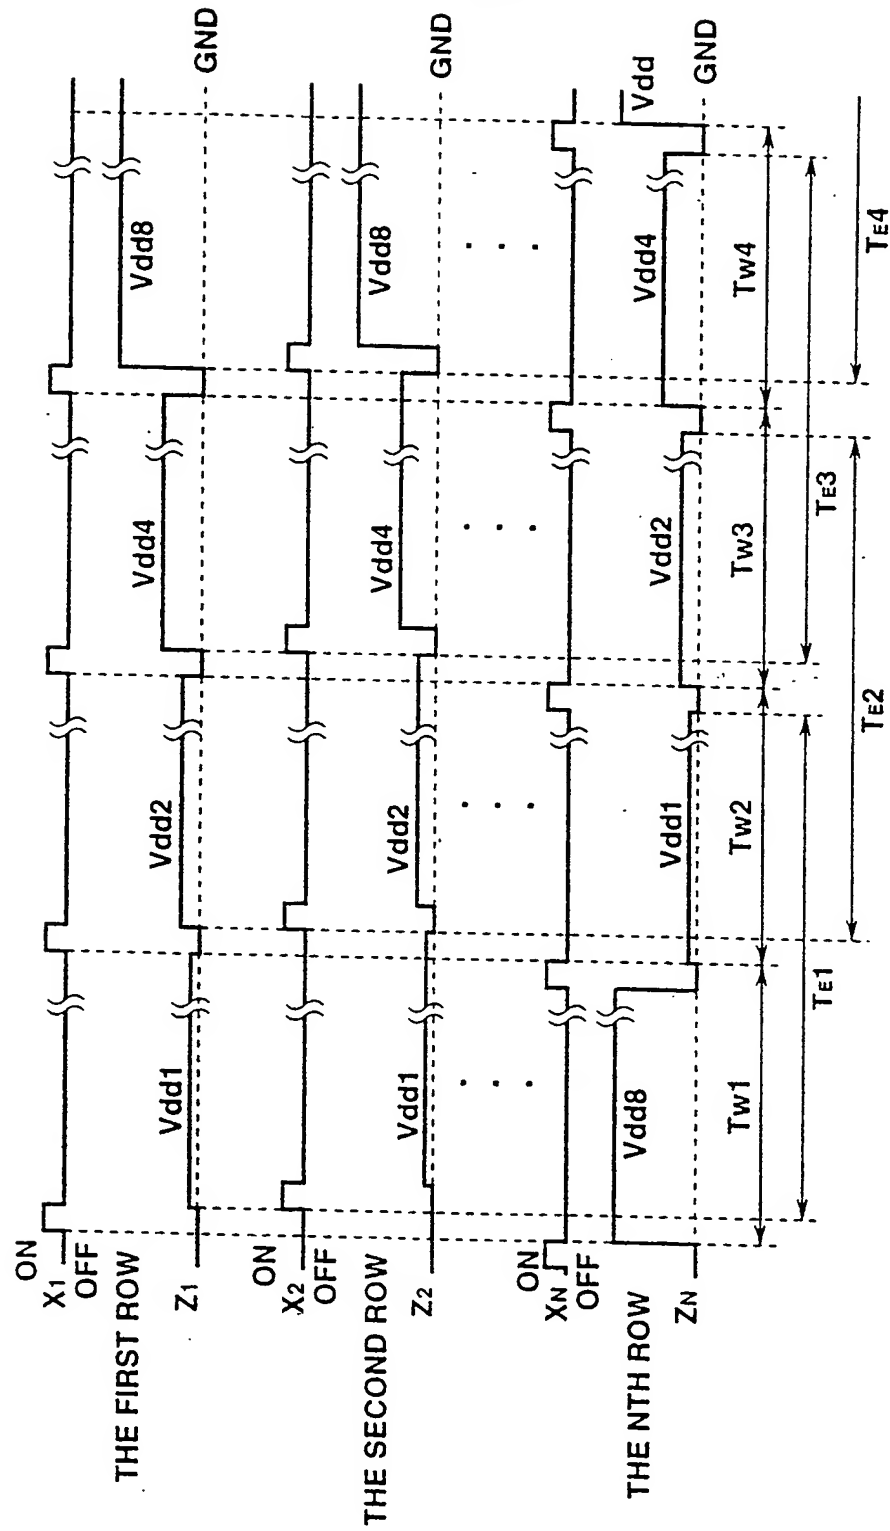 ON
X1
OFF
THE FIRST ROW
Z1
Vdd1
Vdd2
Vdd4
Vdd8
GND
ON
X2
OFF
THE SECOND ROW
Z2
Vdd1
Vdd2
Vdd4
Vdd8
GND
. . .
. . .
. . .
. . .
ON
XN
OFF
THE NTH ROW
ZN
Vdd8
Vdd1
Vdd2
Vdd4
Vdd
GND
Tw1
Tw2
Tw3
Tw4
TE1
TE3
TE2
TE4